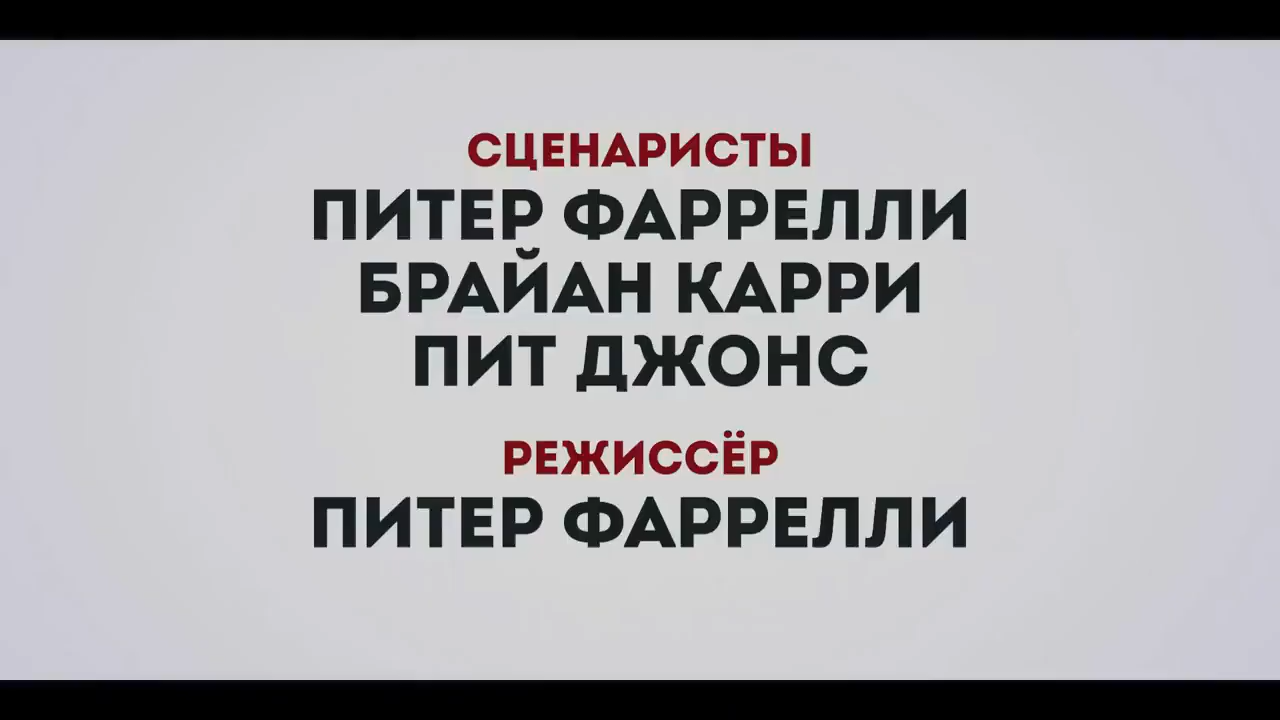 СЦЕНАРИСТЫ
ПИТЕР ФАРРЕЛЛИ
БРАЙАН КАРРИ
ПИТ ДЖОНС
РЕЖИССЁР
ПИТЕР ФАРРЕЛЛИ